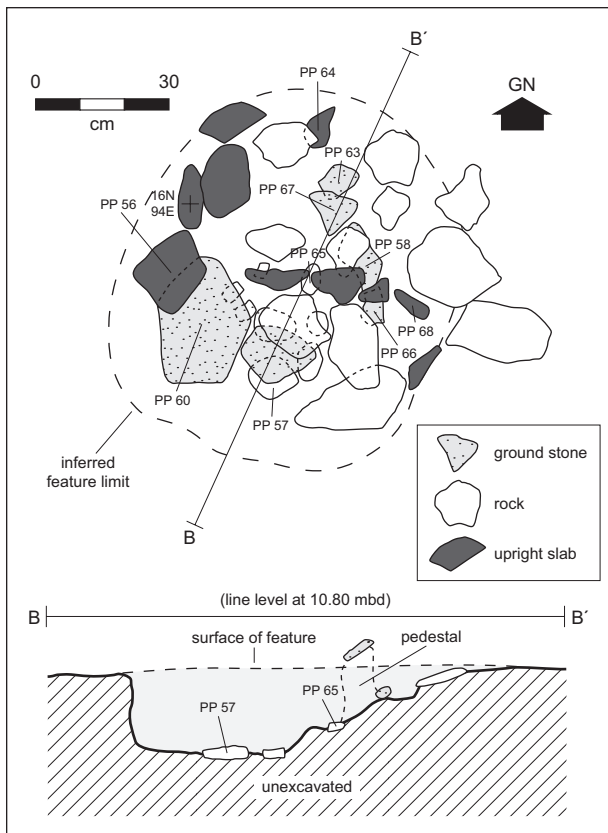 B´
0 30
cm
PP 64
GN
PP 63
PP 67
16N
94E
PP 56
PP 65
PP 58
PP 68
PP 66
PP 60
PP 57
inferred
feature limit
B
ground stone
rock
upright slab
(line level at 10.80 mbd)
B B´
surface of feature
pedestal
PP 57
PP 65
unexcavated